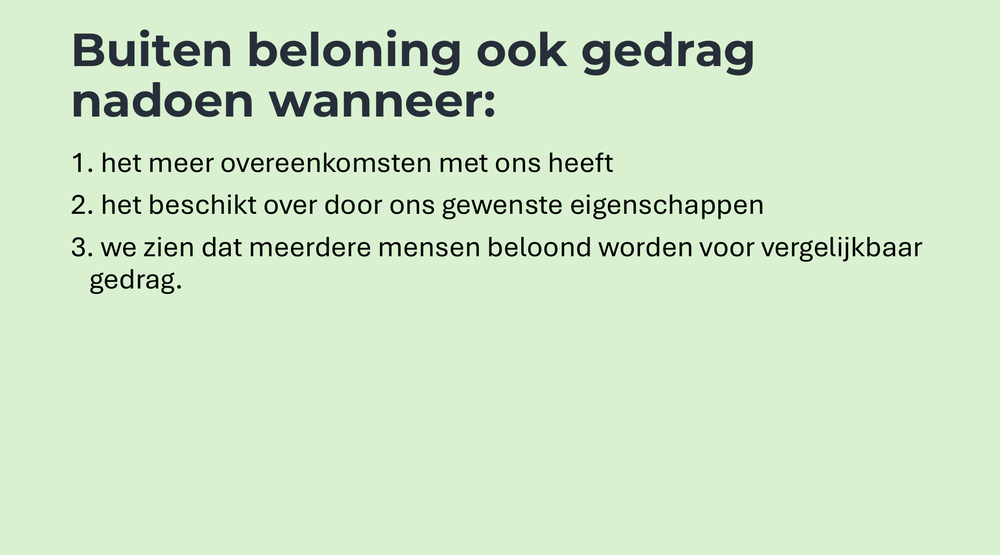 Buiten beloning ook gedrag
nadoen wanneer:
1. het meer overeenkomsten met ons heeft
2. het beschikt over door ons gewenste eigenschappen
3. we zien dat meerdere mensen beloond worden voor vergelijkbaar
gedrag.